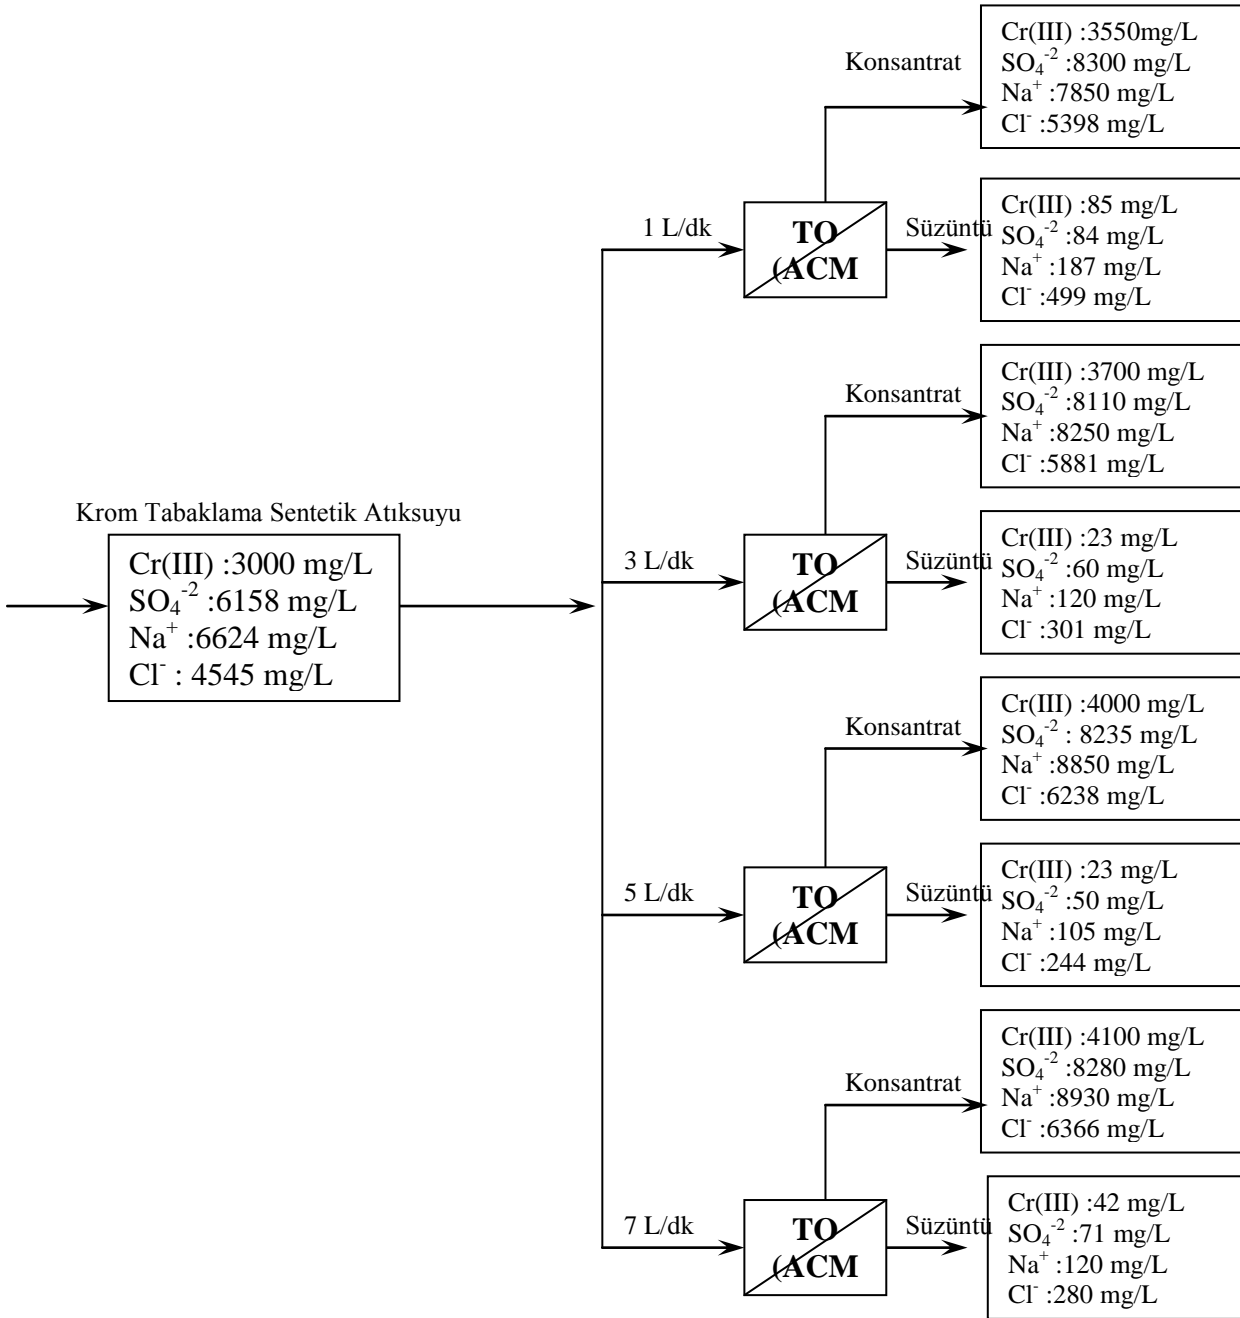 Konsantrat
Cr(III) :3550mg/L
SO₄⁻² :8300 mg/L
Na⁺ :7850 mg/L
Cl⁻ :5398 mg/L
1 L/dk
TO
(ACM
Süzüntü
Cr(III) :85 mg/L
SO₄⁻² :84 mg/L
Na⁺ :187 mg/L
Cl⁻ :499 mg/L
Konsantrat
Cr(III) :3700 mg/L
SO₄⁻² :8110 mg/L
Na⁺ :8250 mg/L
Cl⁻ :5881 mg/L
Krom Tabaklama Sentetik Atıksuyu
Cr(III) :3000 mg/L
SO₄⁻² :6158 mg/L
Na⁺ :6624 mg/L
Cl⁻ : 4545 mg/L
3 L/dk
TO
(ACM
Süzüntü
Cr(III) :23 mg/L
SO₄⁻² :60 mg/L
Na⁺ :120 mg/L
Cl⁻ :301 mg/L
Konsantrat
Cr(III) :4000 mg/L
SO₄⁻² : 8235 mg/L
Na⁺ :8850 mg/L
Cl⁻ :6238 mg/L
5 L/dk
TO
(ACM
Süzüntü
Cr(III) :23 mg/L
SO₄⁻² :50 mg/L
Na⁺ :105 mg/L
Cl⁻ :244 mg/L
Konsantrat
Cr(III) :4100 mg/L
SO₄⁻² :8280 mg/L
Na⁺ :8930 mg/L
Cl⁻ :6366 mg/L
7 L/dk
TO
(ACM
Süzüntü
Cr(III) :42 mg/L
SO₄⁻² :71 mg/L
Na⁺ :120 mg/L
Cl⁻ :280 mg/L